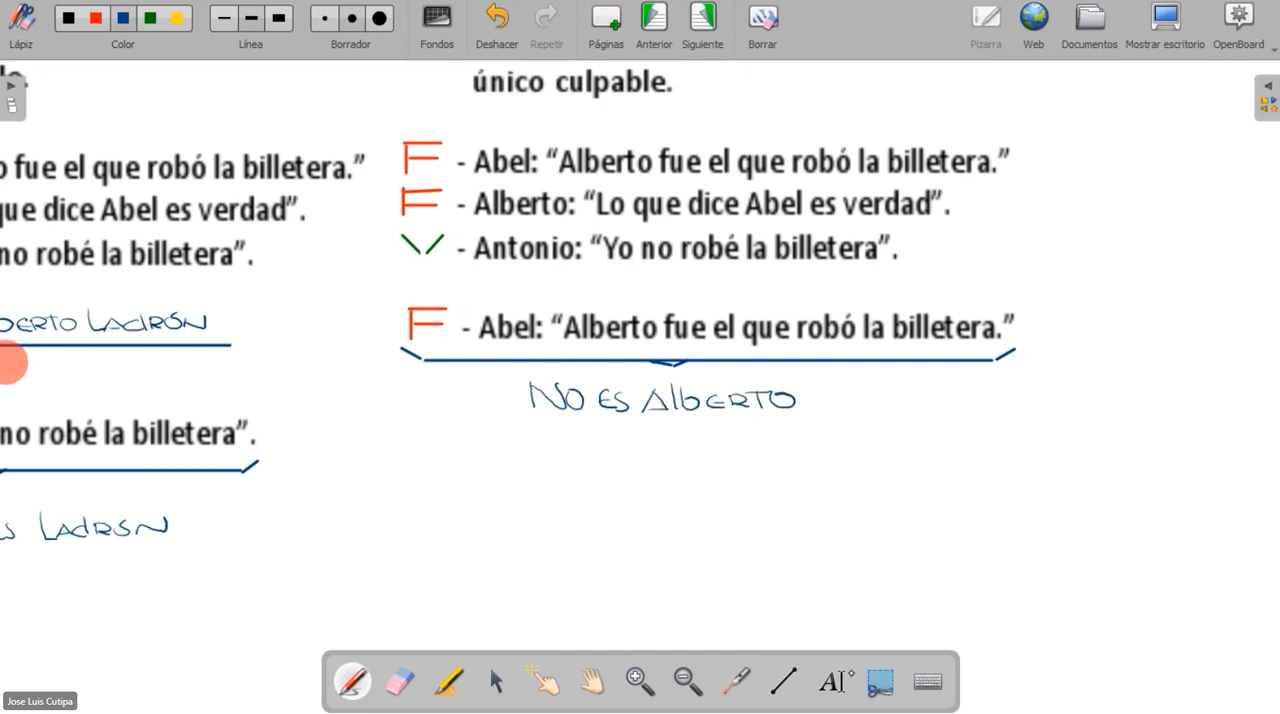 Lápiz
Color
Línea
Borrador
Fondos
Deshacer
Repetir
Páginas
Anterior
Siguiente
Borrar
Pizarra
Web
Documentos
Mostrar escritorio
OpenBoard
único culpable.
o fue el que robó la billetera.”
que dice Abel es verdad”.
no robé la billetera”.
LADRÓN
no robé la billetera”.
LADRÓN
F - Abel: “Alberto fue el que robó la billetera.”
F - Alberto: “Lo que dice Abel es verdad”.
V - Antonio: “Yo no robé la billetera”.
F - Abel: “Alberto fue el que robó la billetera.”
NO ES AlbERTO
AI
Jose Luis Cutipa